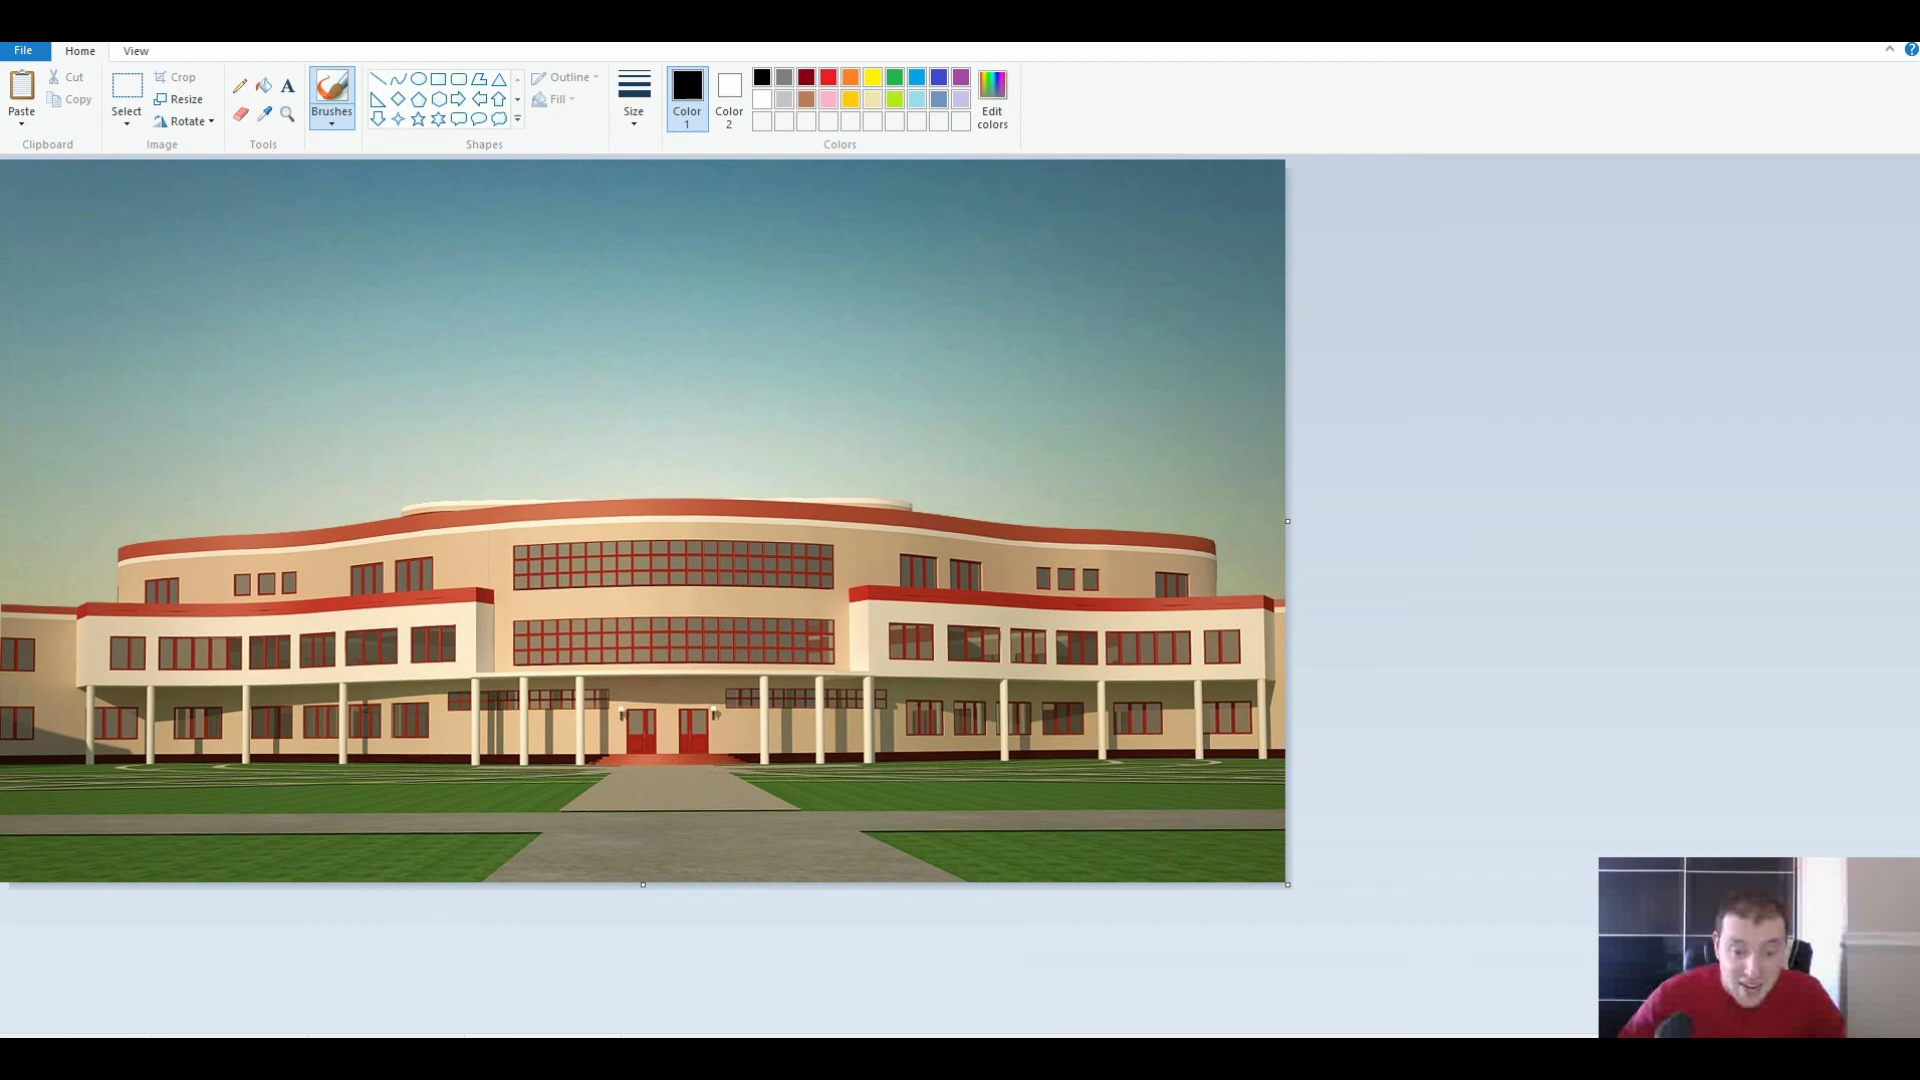 File Home View
Paste
Cut
Copy
Clipboard
Select
Crop
Resize
Rotate
Image
A
Tools
Brushes
Shapes
Outline
Fill
Size
Color
1
Color
2
Edit
colors
Colors
?